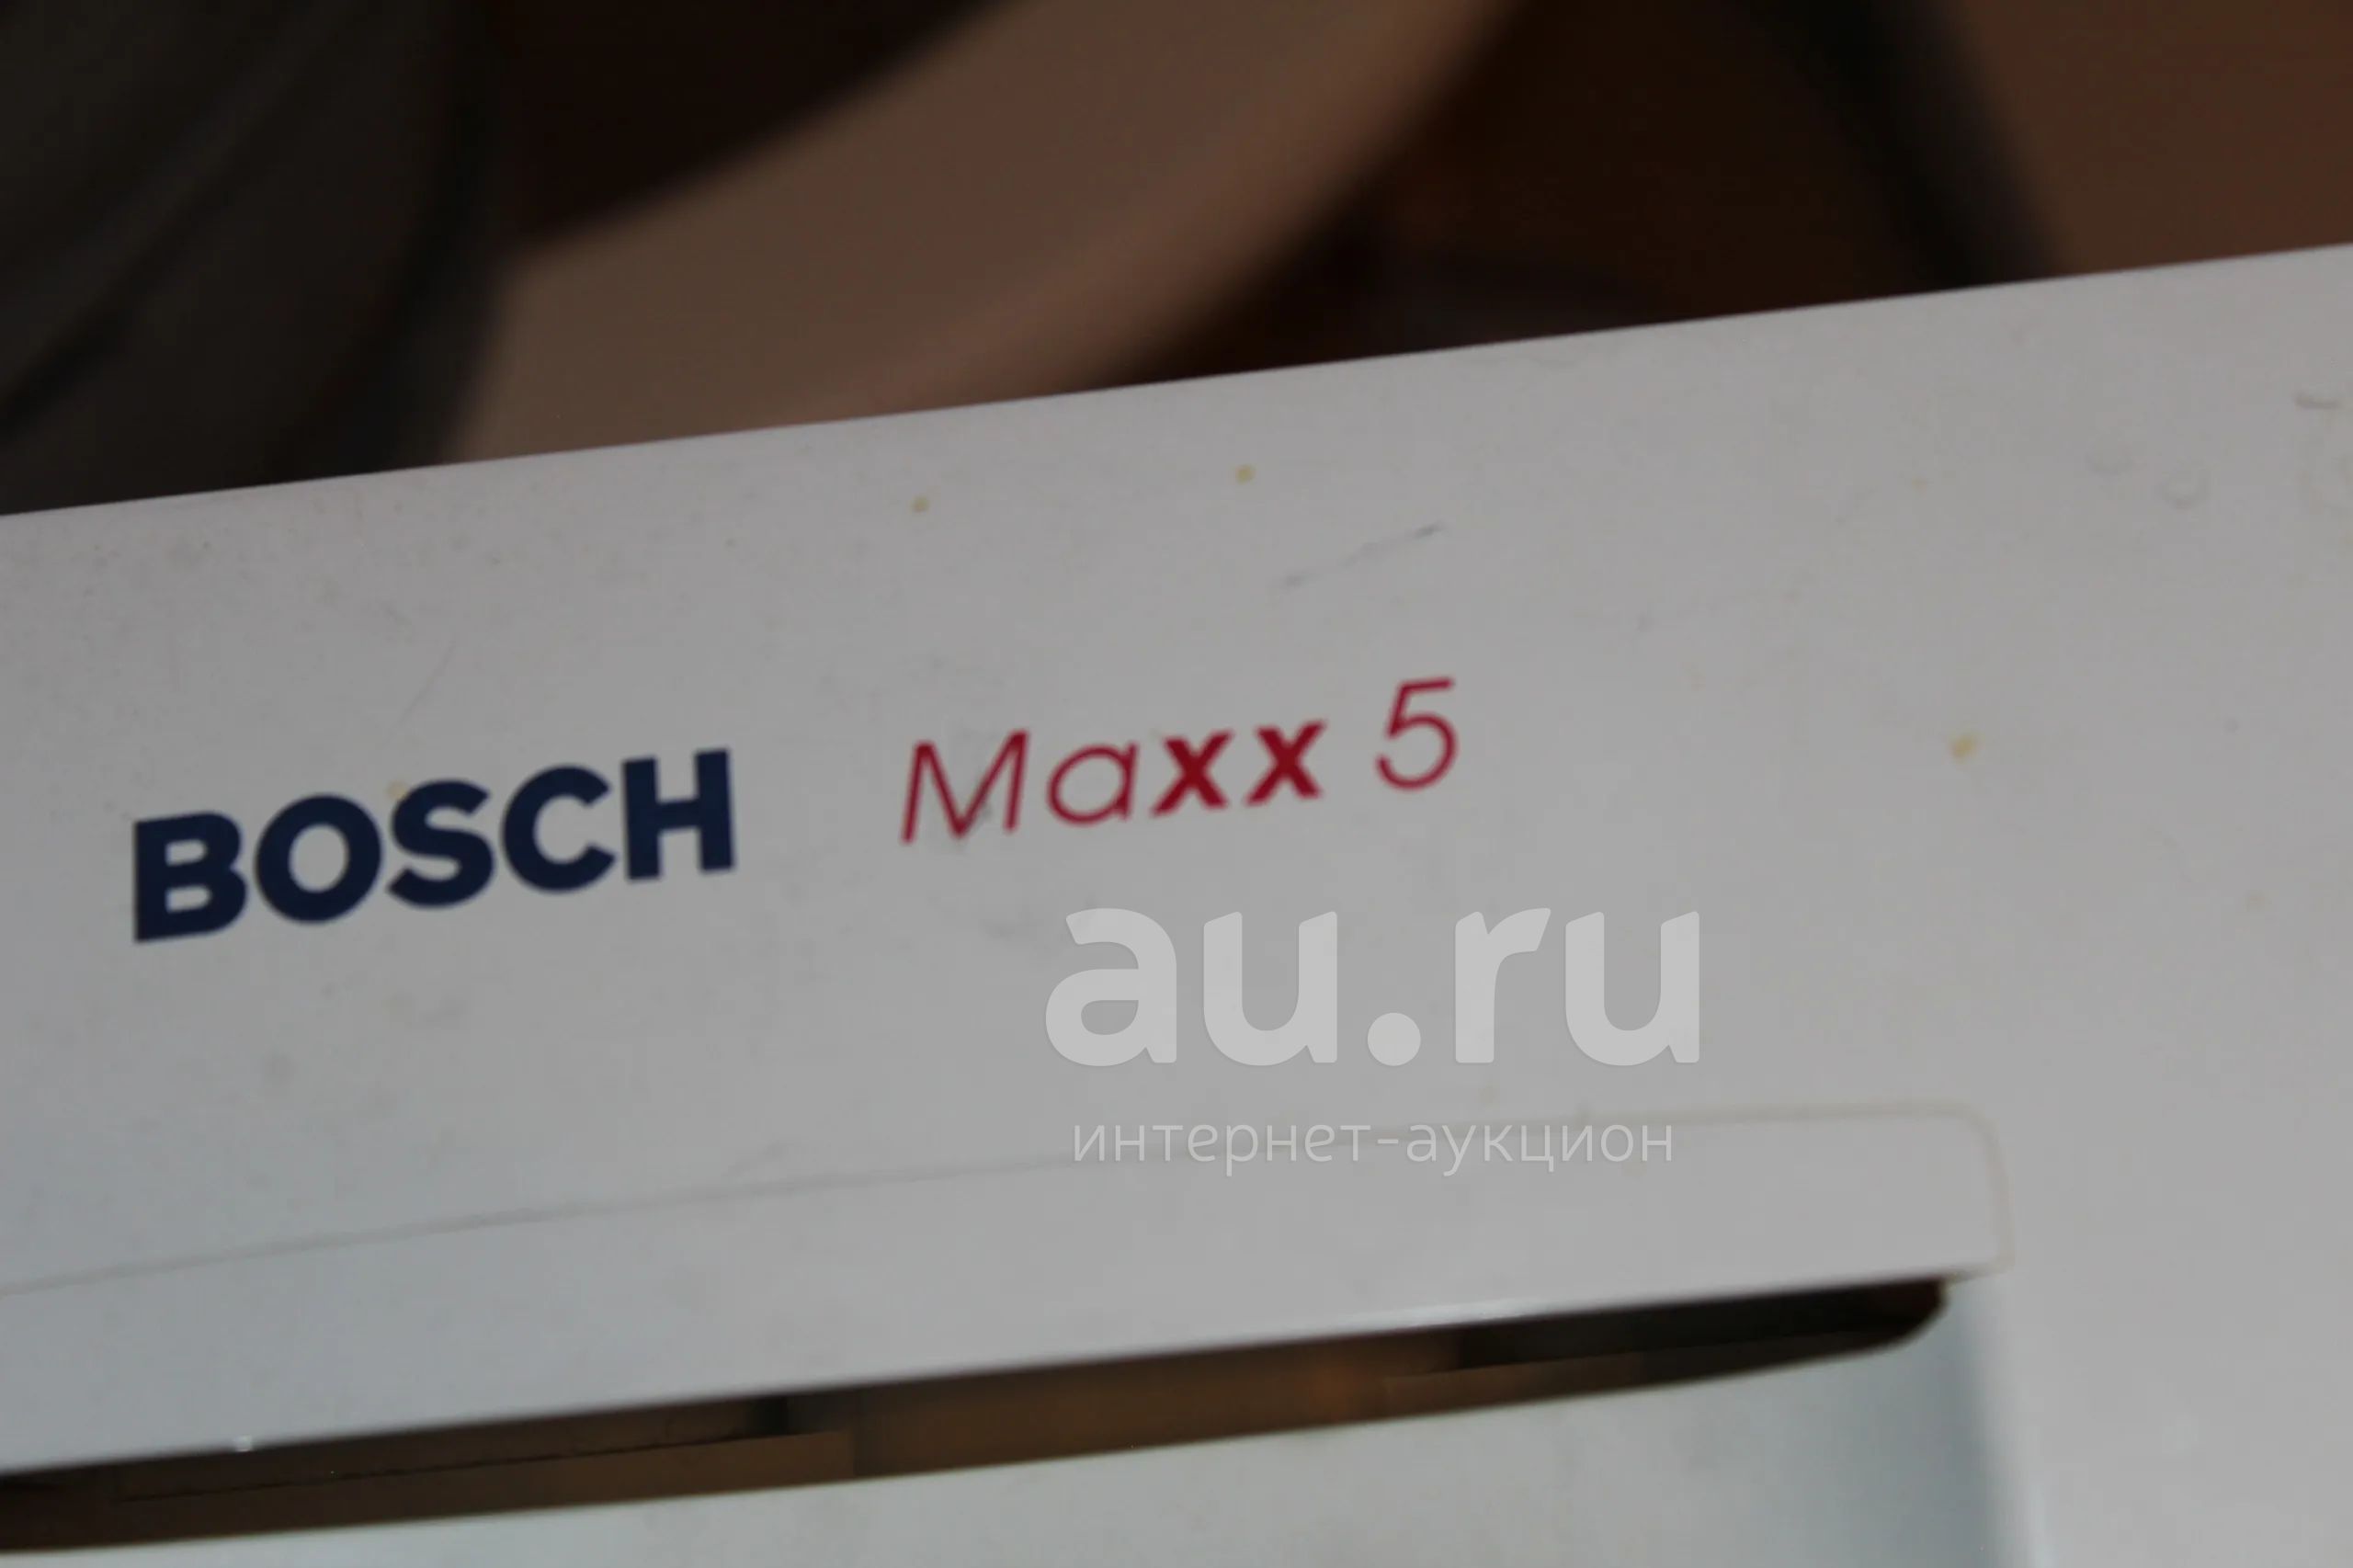 BOSCH Maxx 5
au.ru
интернет-аукцион